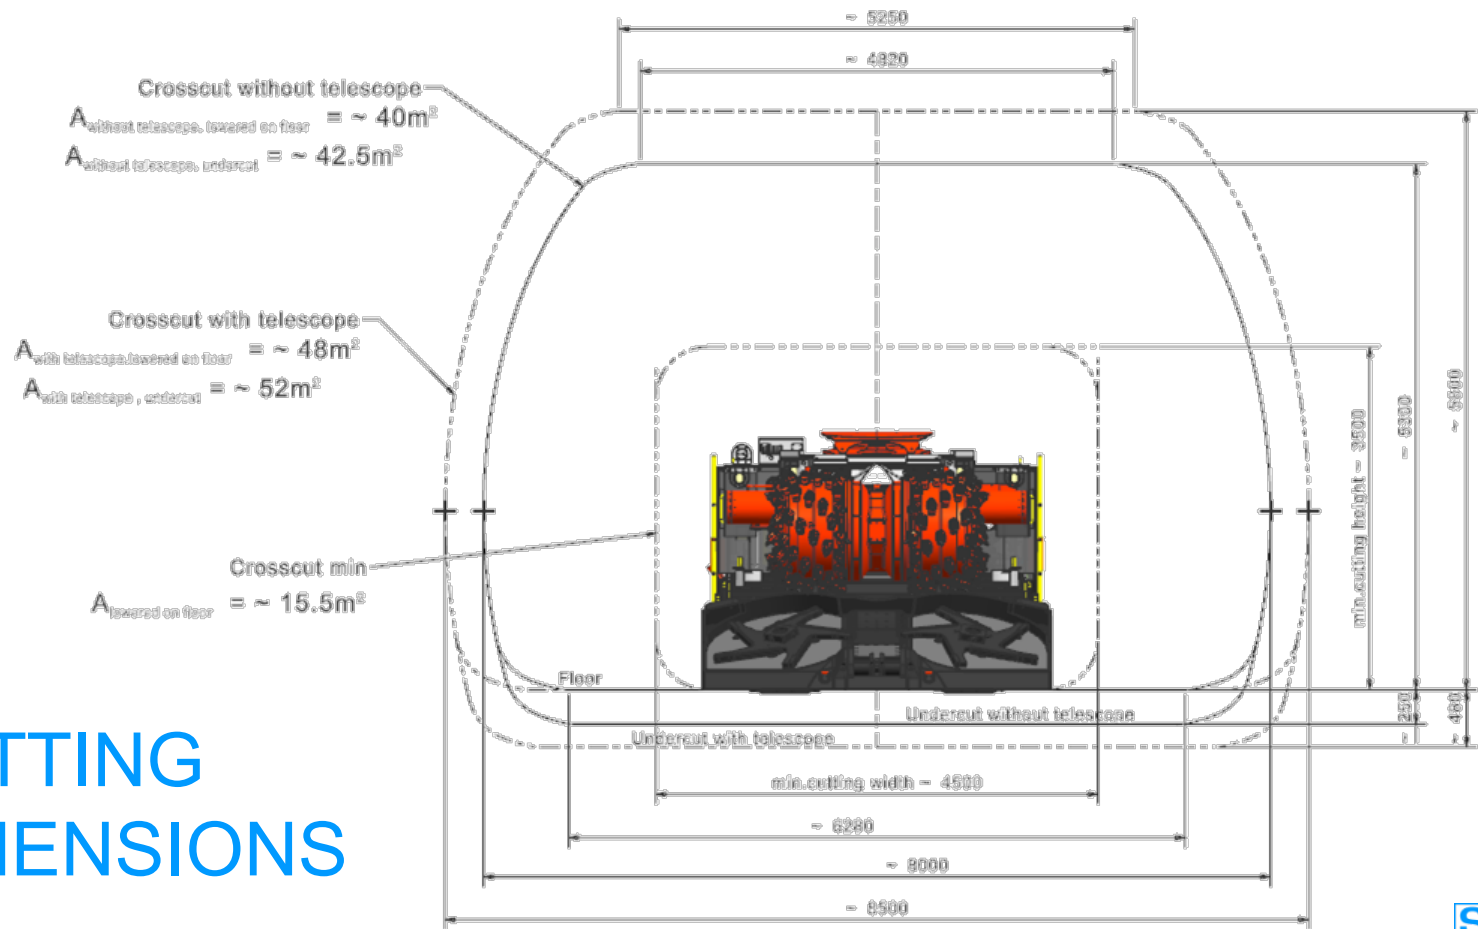 ~ 5250
~ 4820
Crosscut without telescope
A without telescope, lowered on floor = ~ 40m²
A without telescope, undercut = ~ 42.5m²
Crosscut with telescope
A with telescope, lowered on floor = ~ 48m²
A with telescope , undercut = ~ 52m²
min.cutting height ~ 3500
~ 5300
Crosscut min
A lowered on floor = ~ 15.5m²
Floor
Undercut without telescope
Undercut with telescope
min.cutting width ~ 4500
~ 6280
~ 8000
~ 8500
TTING
IENSIONS
S